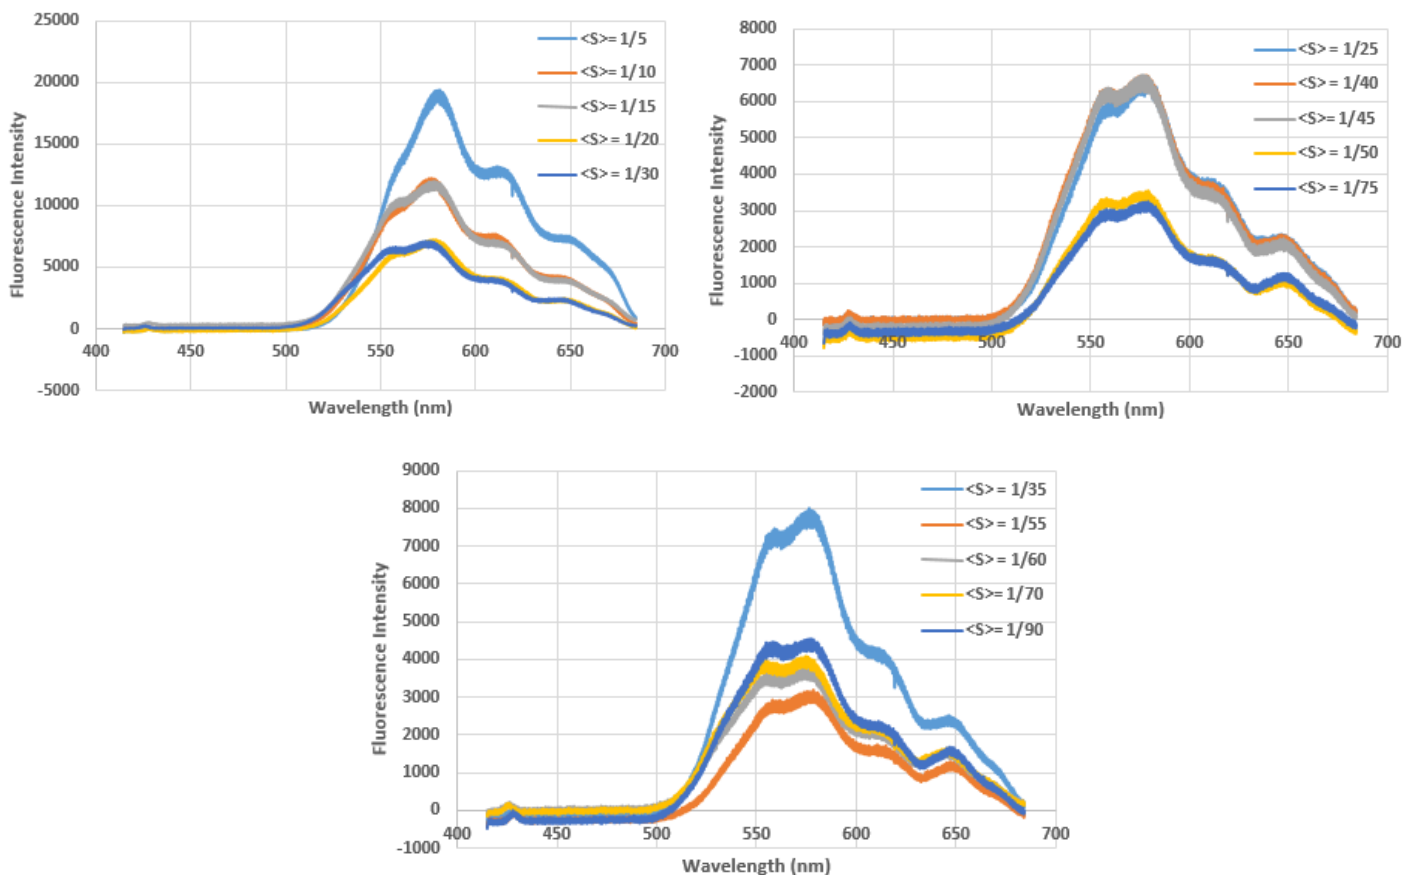 25000
20000
15000
10000
5000
0
-5000
400 450 500 550 600 650 700
Fluorescence Intensity
Wavelength (nm)
<S>= 1/5
<S>= 1/10
<S>= 1/15
<S>= 1/20
<S>= 1/30
8000
7000
6000
5000
4000
3000
2000
1000
0
-1000
-2000
400 450 500 550 600 650 700
Fluorescence Intensity
Wavelength (nm)
<S> = 1/25
<S> = 1/40
<S>= 1/45
<S> = 1/50
<S> = 1/75
9000
8000
7000
6000
5000
4000
3000
2000
1000
0
-1000
400 450 500 550 600 650 700
Fluorescence Intensity
Wavelength (nm)
<S> = 1/35
<S> = 1/55
<S> = 1/60
<S>= 1/70
<S>= 1/90